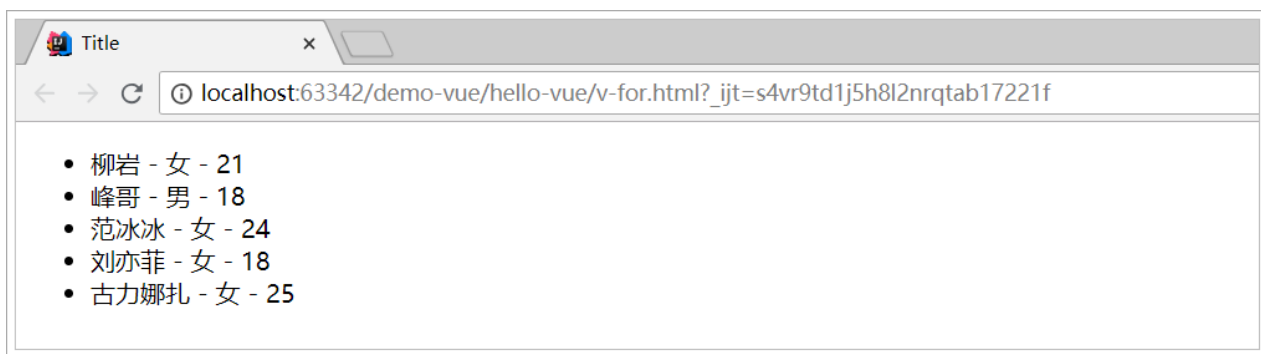 Title
localhost:63342/demo-vue/hello-vue/v-for.html?_ijt=s4vr9td1j5h8l2nrqtab17221f
柳岩 - 女 - 21
峰哥 - 男 - 18
范冰冰 - 女 - 24
刘亦菲 - 女 - 18
古力娜扎 - 女 - 25